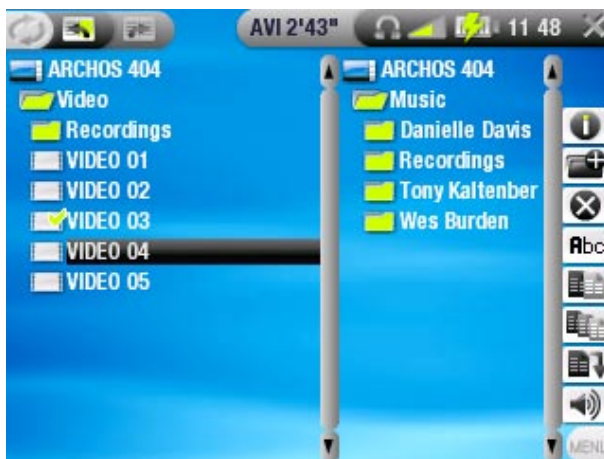 AVI 2'43" 11 48
ARCHOS 404
Video
Recordings
VIDEO 01
VIDEO 02
VIDEO 03
VIDEO 04
VIDEO 05
ARCHOS 404
Music
Danielle Davis
Recordings
Tony Kaltenber
Wes Burden
Abc
MENU